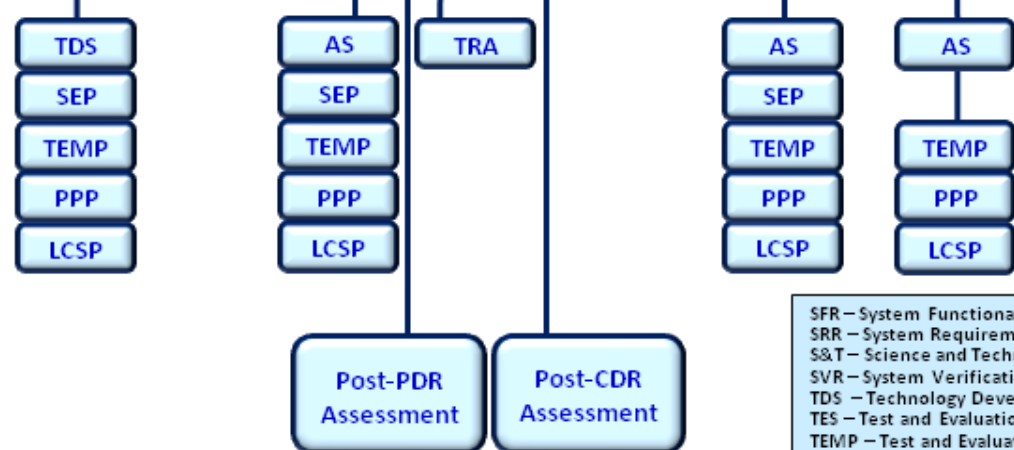 TDS
SEP
TEMP
PPP
LCSP
AS
SEP
TEMP
PPP
LCSP
TRA
AS
SEP
TEMP
PPP
LCSP
AS
TEMP
PPP
LCSP
Post-PDR
Assessment
Post-CDR
Assessment
SFR – System Functiona
SRR – System Requirem
S&T – Science and Tech
SVR – System Verificati
TDS – Technology Deve
TES – Test and Evaluatio
TEMP – Test and Evalua